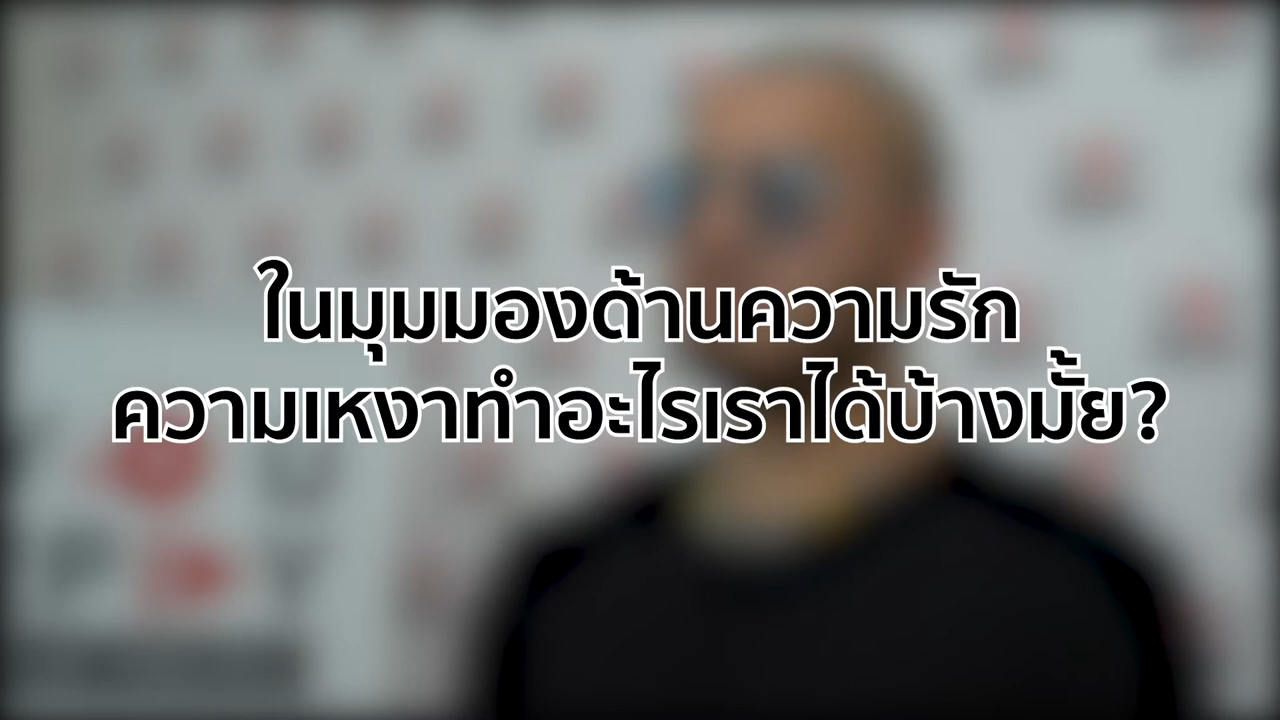 ในมุมมองด้านความรัก
ความเหงาทำอะไรเราได้บ้างมั้ย?